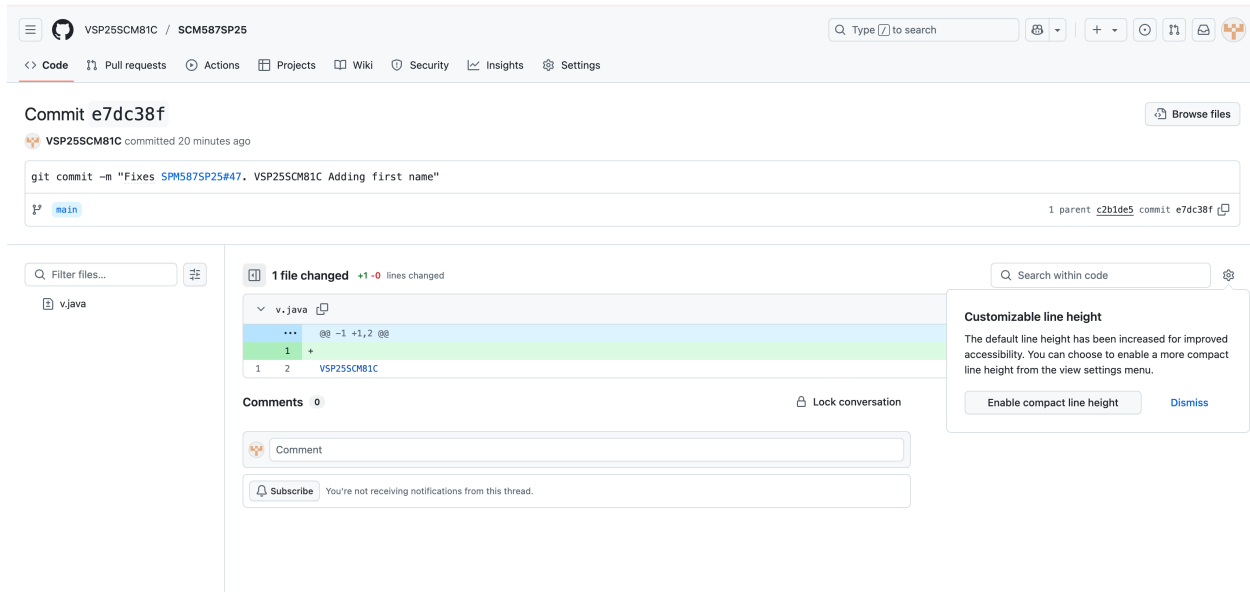 VSP25SCM81C / SCM587SP25
Type / to search
<> Code Pull requests Actions Projects Wiki Security Insights Settings
Commit e7dc38f
Browse files
VSP25SCM81C committed 20 minutes ago
git commit -m "Fixes SPM587SP25#47. VSP25SCM81C Adding first name"
main
1 parent c2b1de5 commit e7dc38f
Filter files...
v.java
1 file changed +1 -0 lines changed
Search within code
v.java
... @@ -1 +1,2 @@
1 +
1 2 VSP25SCM81C
Customizable line height
The default line height has been increased for improved
accessibility. You can choose to enable a more compact
line height from the view settings menu.
Enable compact line height Dismiss
Comments 0
Lock conversation
Comment
Subscribe You're not receiving notifications from this thread.